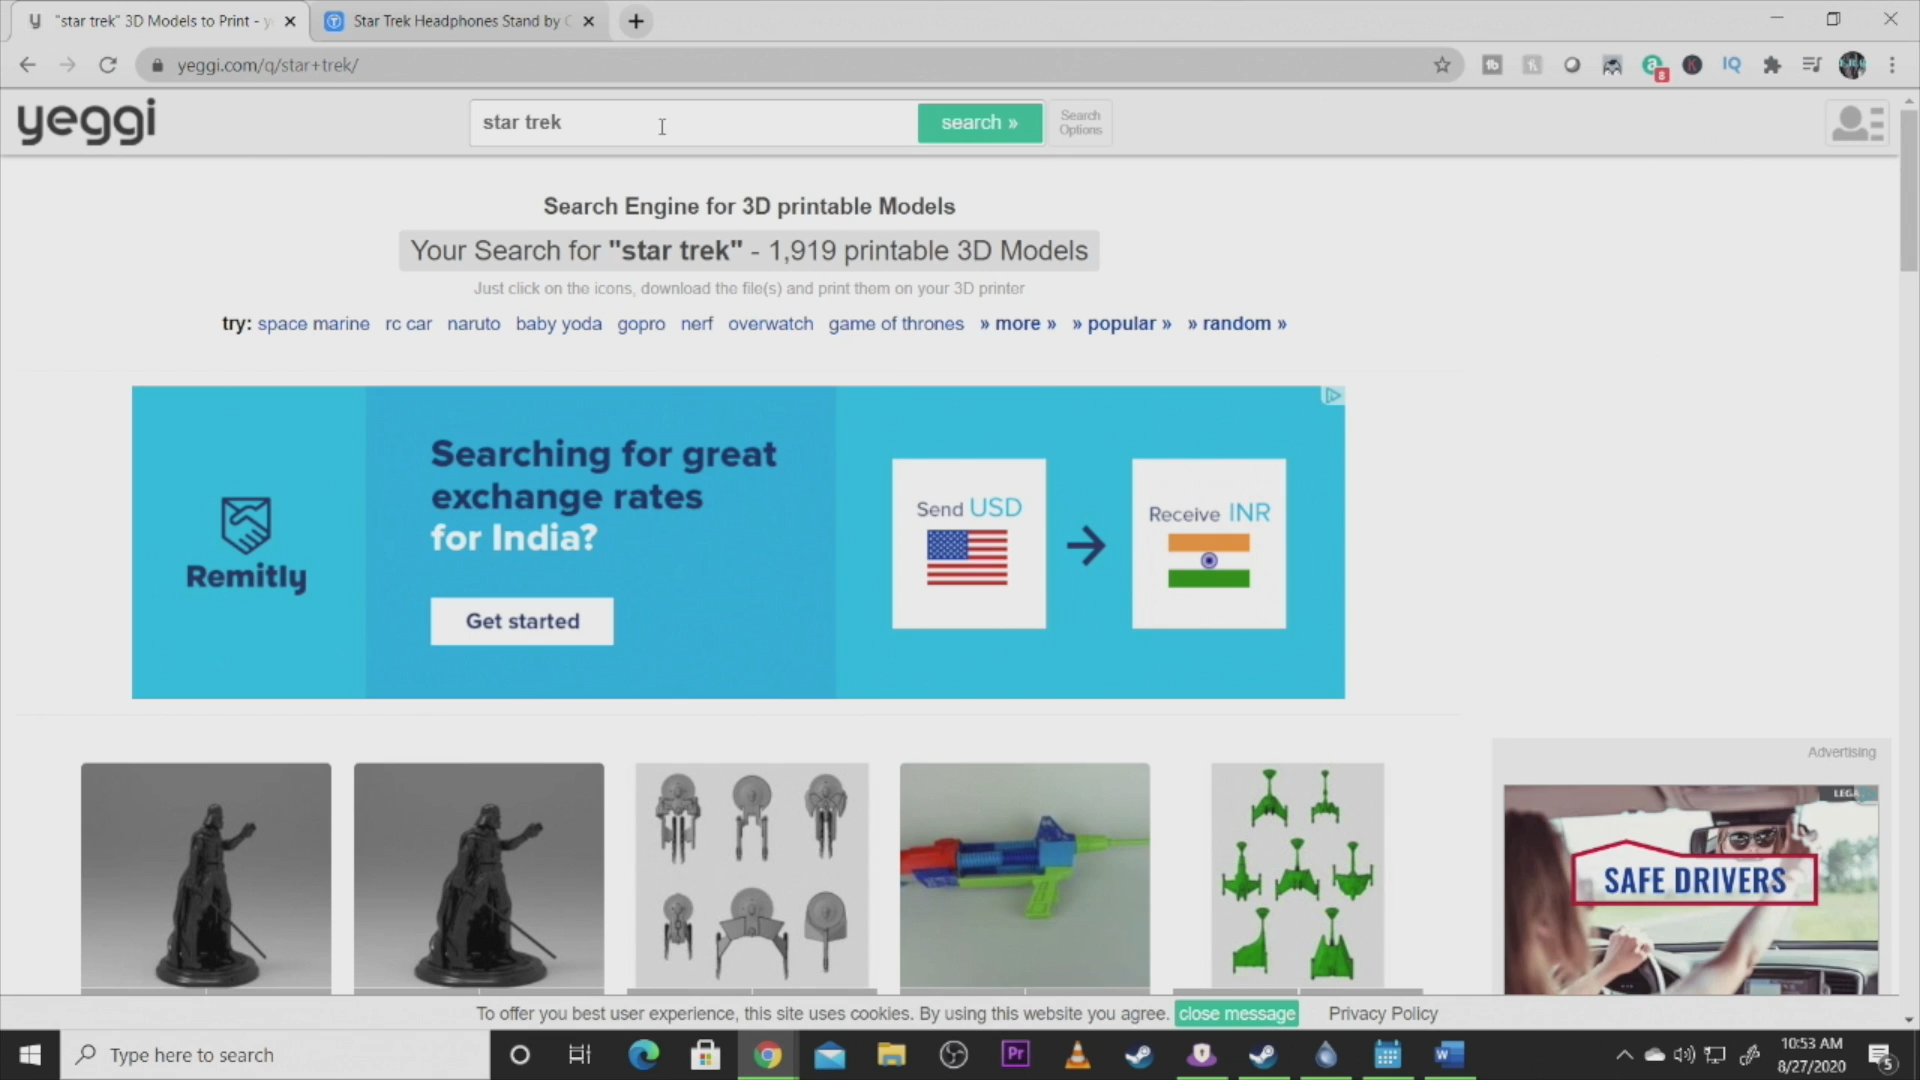 "star trek" 3D Models to Print - y
Star Trek Headphones Stand by
yeggi.com/q/star+trek/
8
IQ
yeggi
star trek
search »
Search
Options
Search Engine for 3D printable Models
Your Search for "star trek" - 1,919 printable 3D Models
Just click on the icons, download the file(s) and print them on your 3D printer
try: space marine rc car naruto baby yoda gopro nerf overwatch game of thrones » more » » popular » » random »
Searching for great
exchange rates
for India?
Remitly
Get started
Send USD
Receive INR
Advertising
SAFE DRIVERS
To offer you best user experience, this site uses cookies. By using this website you agree. close message Privacy Policy
Type here to search
Pr
W
10:53 AM
8/27/2020
5